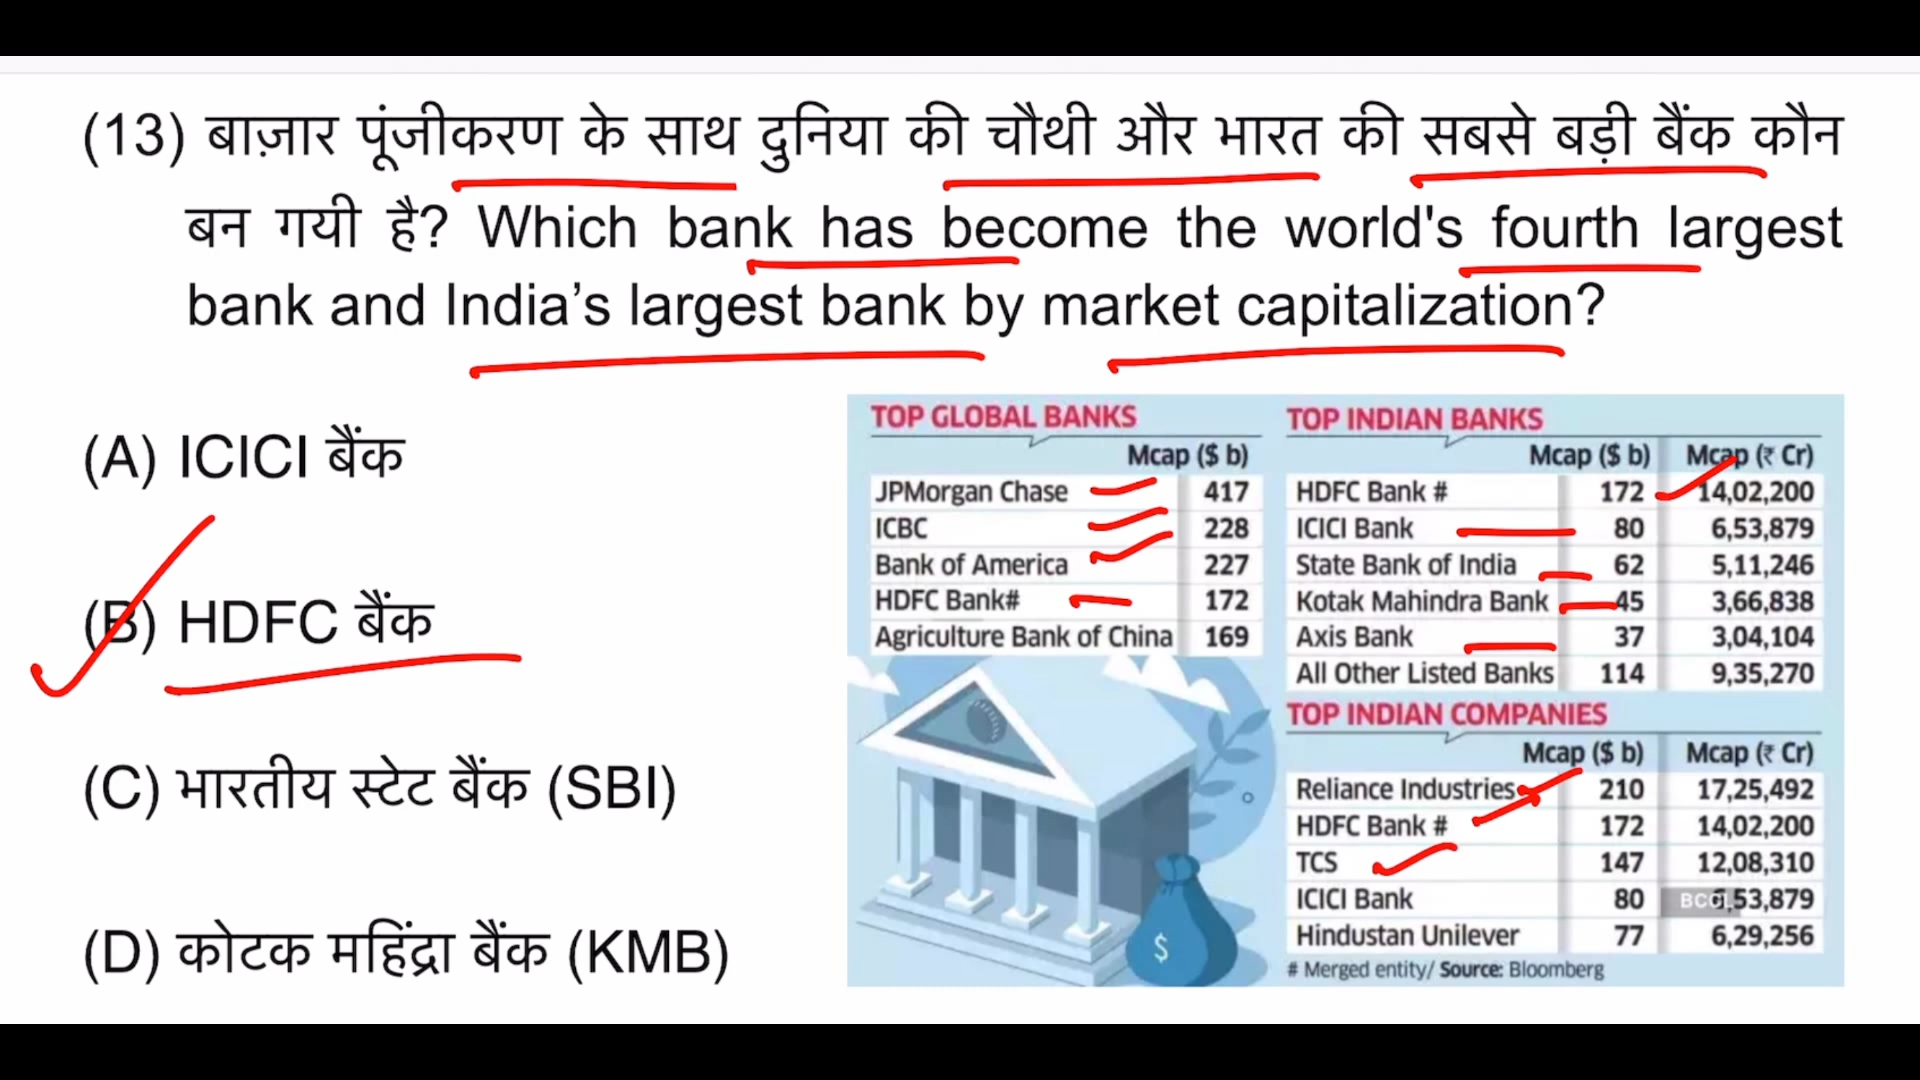 (13) बाज़ार पूंजीकरण के साथ दुनिया की चौथी और भारत की सबसे बड़ी बैंक कौन
बन गयी है? Which bank has become the world's fourth largest
bank and India’s largest bank by market capitalization?
(A) ICICI बैंक
(B) HDFC बैंक
(C) भारतीय स्टेट बैंक (SBI)
(D) कोटक महिंद्रा बैंक (KMB)
TOP GLOBAL BANKS
Mcap ($ b)
JPMorgan Chase 417
ICBC 228
Bank of America 227
HDFC Bank# 172
Agriculture Bank of China 169
$
TOP INDIAN BANKS
Mcap ($ b) Mcap (₹ Cr)
HDFC Bank # 172 14,02,200
ICICI Bank 80 6,53,879
State Bank of India 62 5,11,246
Kotak Mahindra Bank 45 3,66,838
Axis Bank 37 3,04,104
All Other Listed Banks 114 9,35,270
TOP INDIAN COMPANIES
Mcap ($ b) Mcap (₹ Cr)
Reliance Industries 210 17,25,492
HDFC Bank # 172 14,02,200
TCS 147 12,08,310
ICICI Bank 80 6,53,879
BCCL
Hindustan Unilever 77 6,29,256
# Merged entity/ Source: Bloomberg